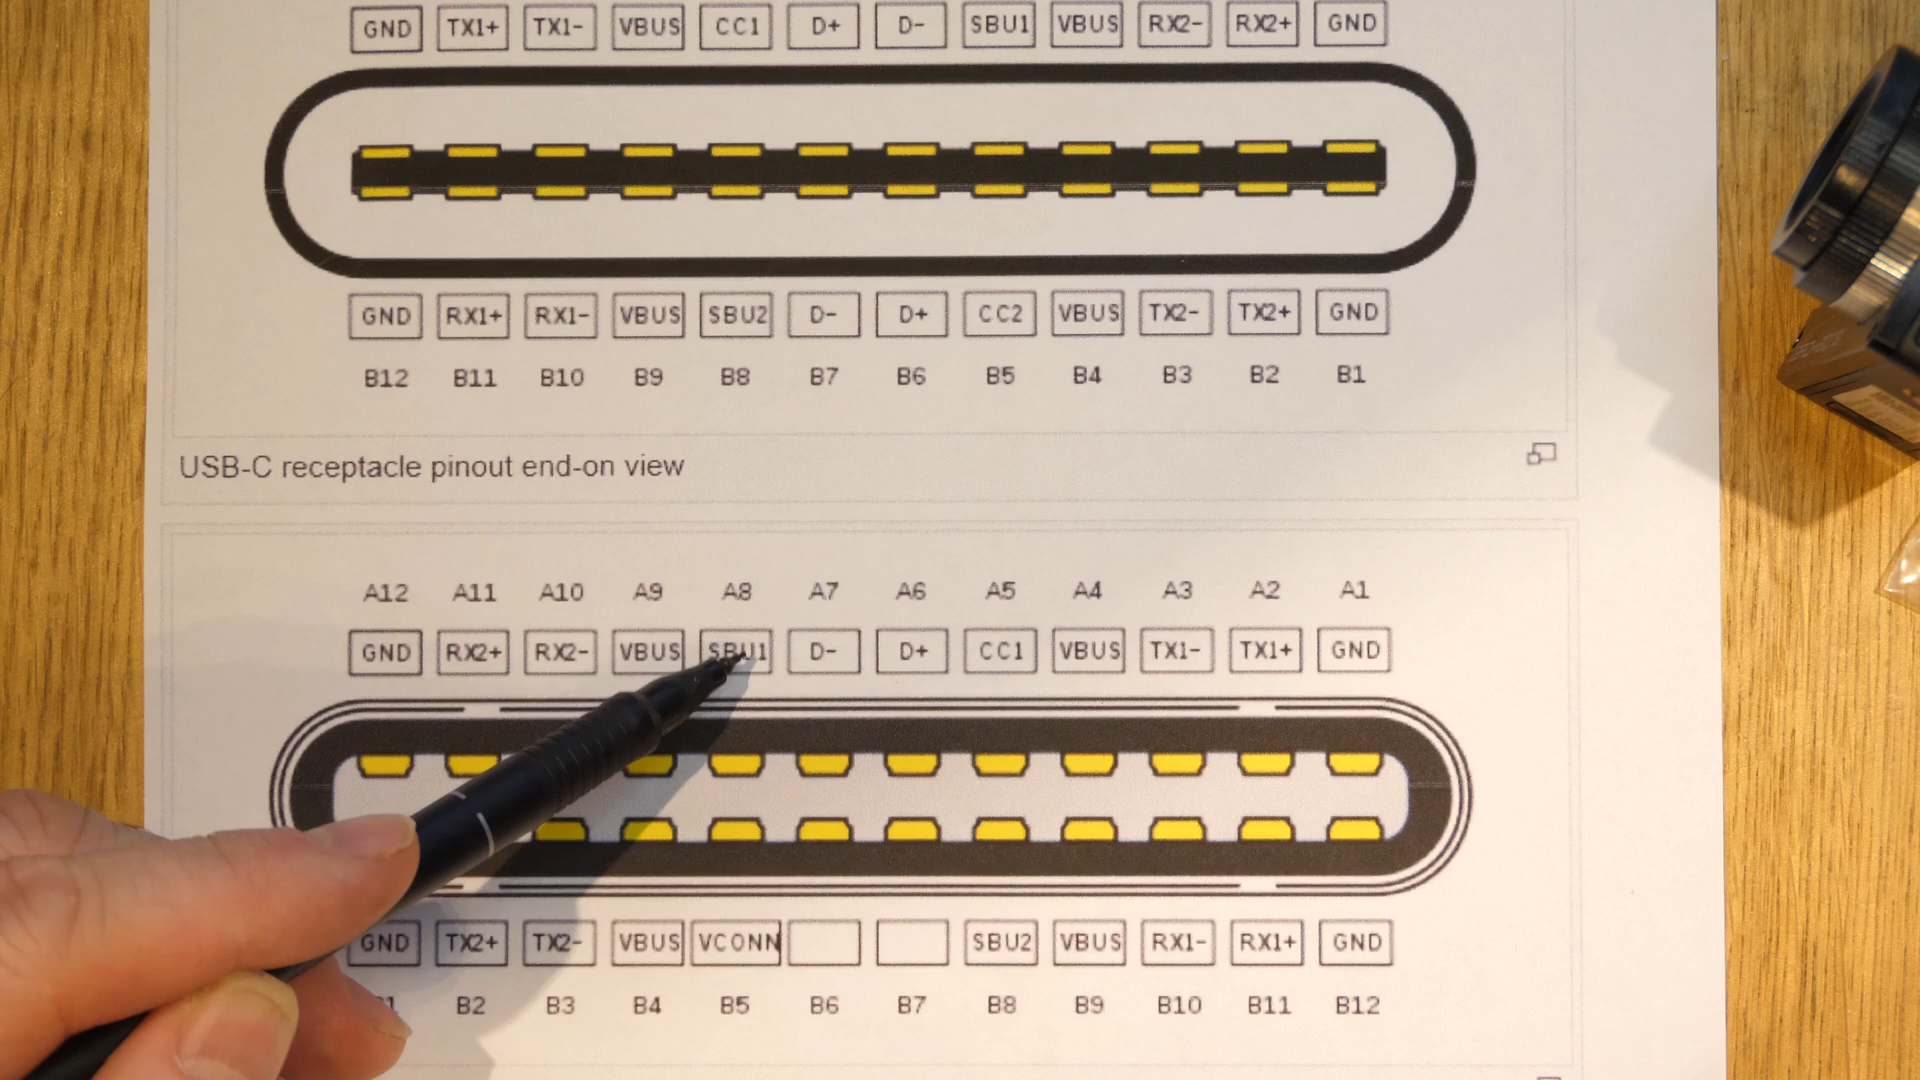 GND TX1+ TX1- VBUS CC1 D+ D- SBU1 VBUS RX2- RX2+ GND
GND RX1+ RX1- VBUS SBU2 D- D+ CC2 VBUS TX2- TX2+ GND
B12 B11 B10 B9 B8 B7 B6 B5 B4 B3 B2 B1
USB-C receptacle pinout end-on view
A12 A11 A10 A9 A8 A7 A6 A5 A4 A3 A2 A1
GND RX2+ RX2- VBUS SBU1 D- D+ CC1 VBUS TX1- TX1+ GND
GND TX2+ TX2- VBUS VCONN SBU2 VBUS RX1- RX1+ GND
B2 B3 B4 B5 B6 B7 B8 B9 B10 B11 B12